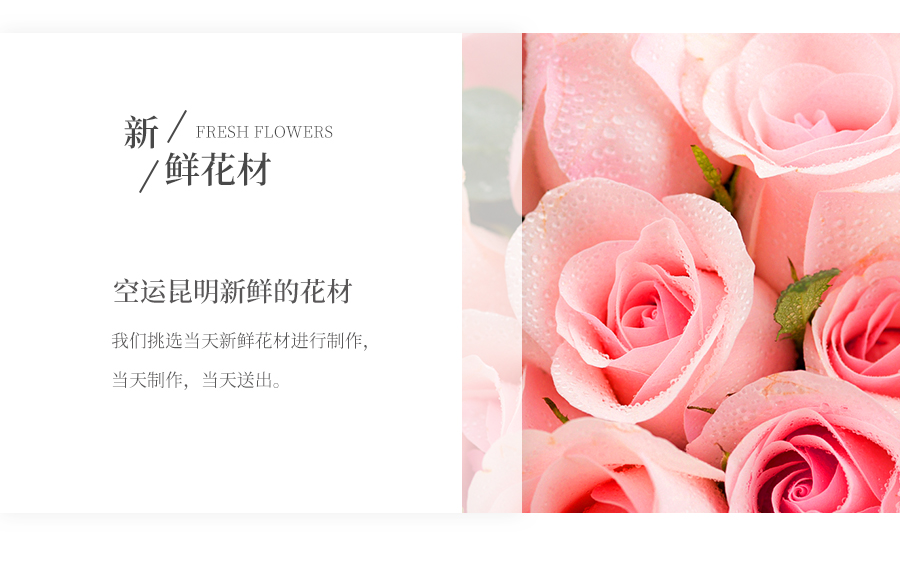 新
FRESH FLOWERS
鲜花材
空运昆明新鲜的花材
我们挑选当天新鲜花材进行制作，
当天制作，当天送出。